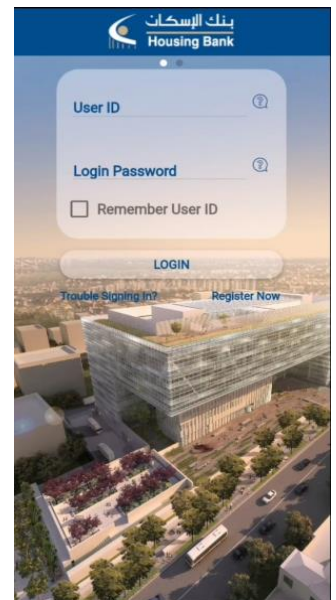 بنك الإسكان
Housing Bank
User ID
Login Password
Remember User ID
LOGIN
Trouble Signing In?
Register Now